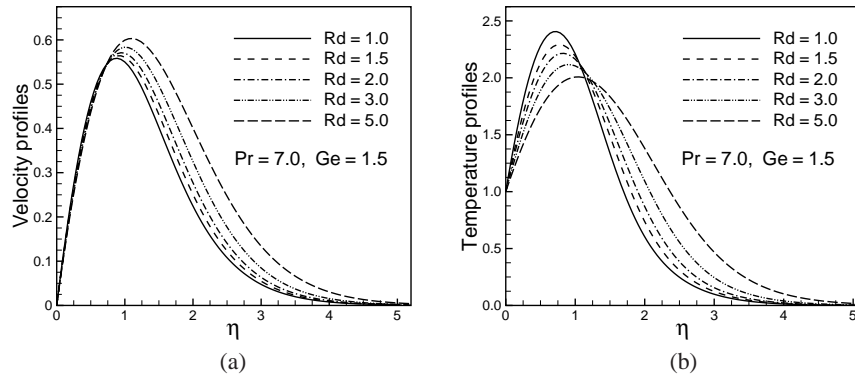 Velocity profiles
0.6
0.5
0.4
0.3
0.2
0.1
0
0 1 2 3 4 5
η
Rd = 1.0
Rd = 1.5
Rd = 2.0
Rd = 3.0
Rd = 5.0
Pr = 7.0, Ge = 1.5
(a)
Temperature profiles
2.5
2.0
1.5
1.0
0.5
0.0
0 1 2 3 4 5
η
Rd = 1.0
Rd = 1.5
Rd = 2.0
Rd = 3.0
Rd = 5.0
Pr = 7.0, Ge = 1.5
(b)